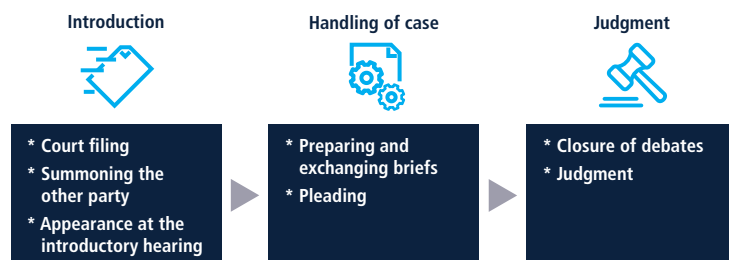 Introduction
* Court filing
* Summoning the
other party
* Appearance at the
introductory hearing
Handling of case
* Preparing and
exchanging briefs
* Pleading
Judgment
* Closure of debates
* Judgment